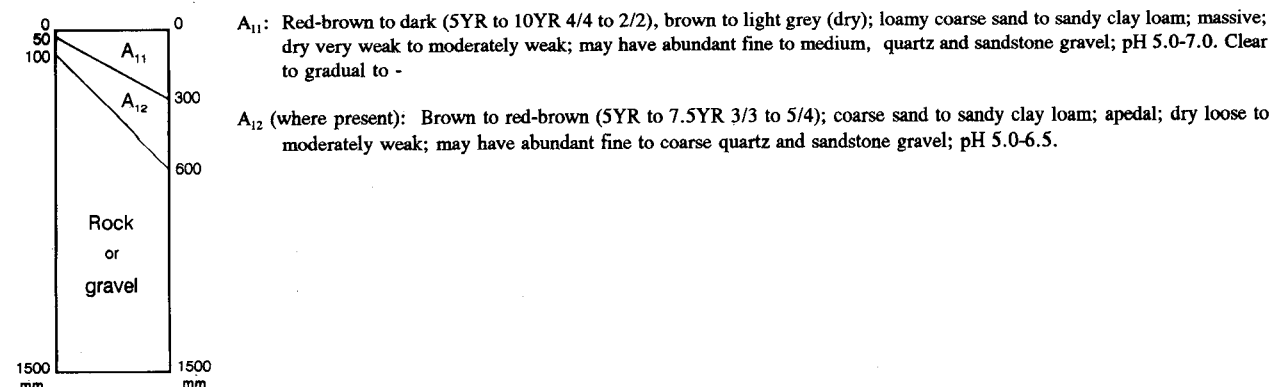 0
50
100
1500
mm
A₁₁
A₁₂
Rock
or
gravel
0
300
600
1500
mm
A₁₁: Red-brown to dark (5YR to 10YR 4/4 to 2/2), brown to light grey (dry); loamy coarse sand to sandy clay loam; massive;
dry very weak to moderately weak; may have abundant fine to medium, quartz and sandstone gravel; pH 5.0-7.0. Clear
to gradual to -
A₁₂ (where present): Brown to red-brown (5YR to 7.5YR 3/3 to 5/4); coarse sand to sandy clay loam; apedal; dry loose to
moderately weak; may have abundant fine to coarse quartz and sandstone gravel; pH 5.0-6.5.